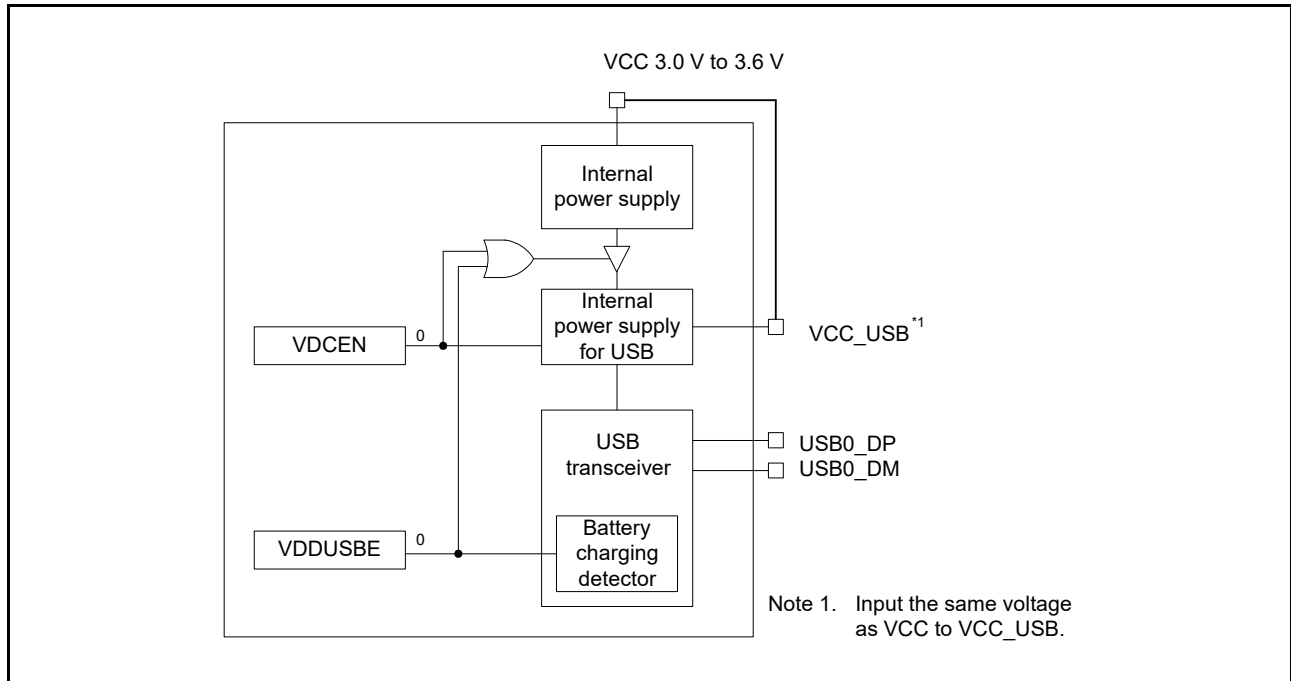 VCC 3.0 V to 3.6 V
Internal
power supply
Internal
power supply
for USB
VDCEN
0
VCC_USB*1
USB
transceiver
USB0_DP
USB0_DM
Battery
charging
detector
VDDUSBE
0
Note 1. Input the same voltage
as VCC to VCC_USB.